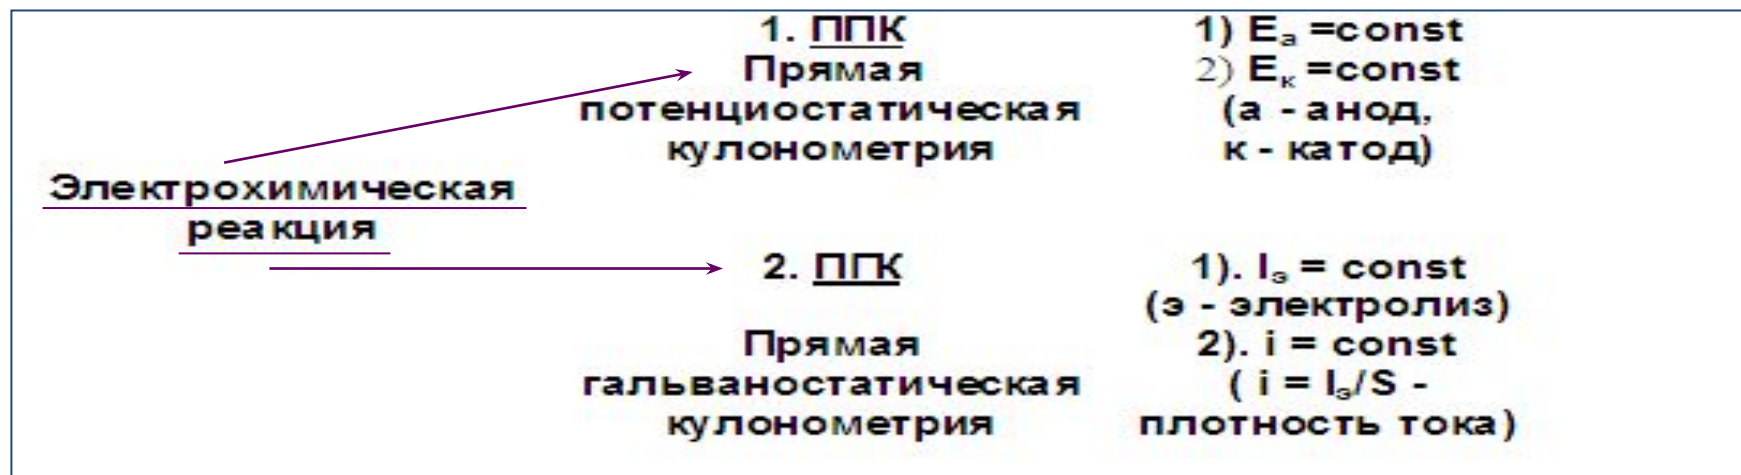 Электрохимическая
реакция
1. ППК
Прямая
потенциостатическая
кулонометрия
1) Eа =const
2) Eк =const
(а - анод,
к - катод)
2. ПГК
Прямая
гальваностатическая
кулонометрия
1). Iэ = const
(э - электролиз)
2). i = const
( i = Iэ/S -
плотность тока)